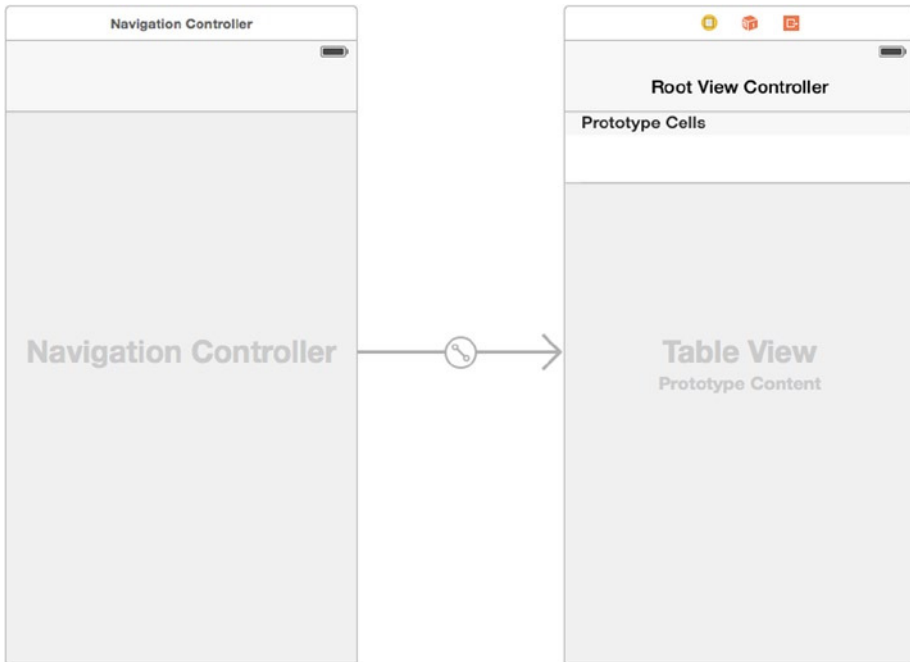 Navigation Controller
Navigation Controller
Root View Controller
Prototype Cells
Table View
Prototype Content